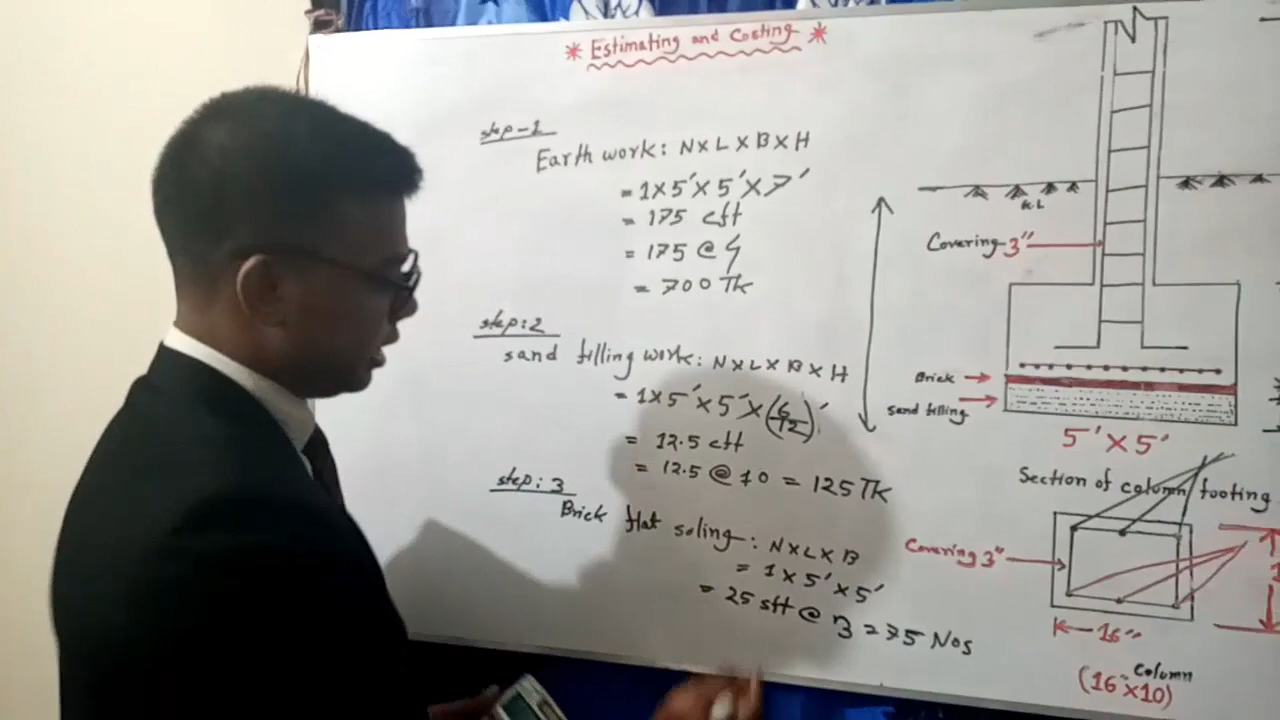 * Estimating and Costing *
step-1
Earth work: N×L×B×H
= 1×5'×5'×7'
= 175 cft
= 175 @ 4
= 700 Tk
step:2
sand filling work: N×L×B×H
= 1×5'×5'×(6/12)'
= 12.5 cft
= 12.5 @ 10 = 125 Tk
step:3
Brick flat soling: N×L×B
= 1×5'×5'
= 25 sft @ 3 = 75 Nos
Covering-3"
Brick
sand filling
5'×5'
Section of column footing
Covering 3"
16"
Column
(16"×10)